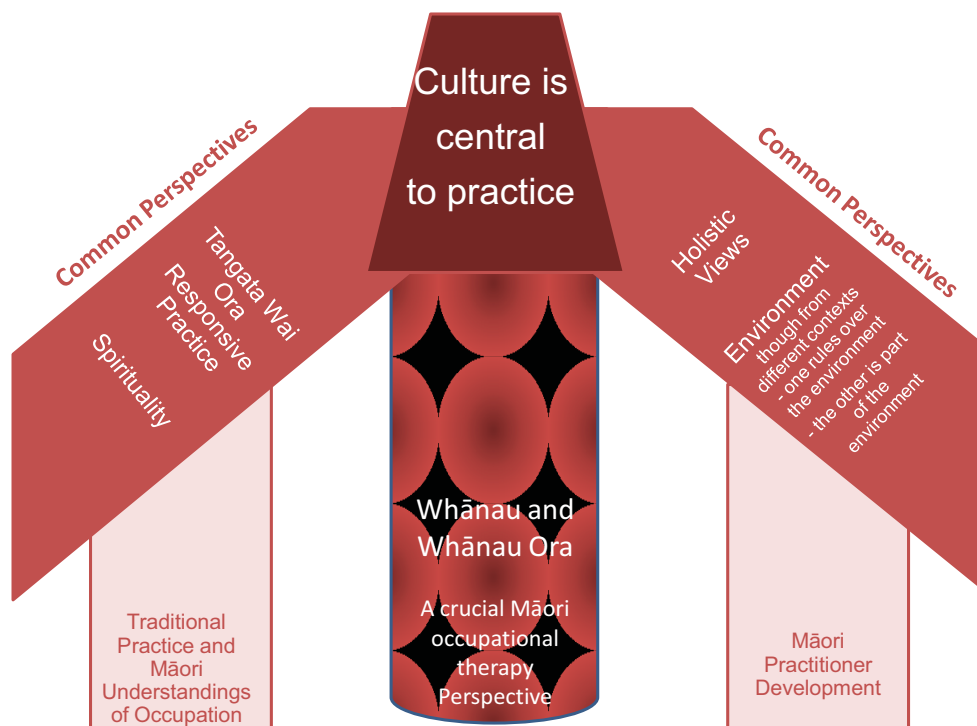 Culture is
central
to practice
Common Perspectives
Tangata Wai
Ora
Responsive
Practice
Spirituality
Common Perspectives
Holistic
Views
Environment
though from
different contexts
- one rules over
the environment
- the other is part
of the
environment
Whānau and
Whānau Ora
A crucial Māori
occupational
therapy
Perspective
Traditional
Practice and
Māori
Understandings
of Occupation
Māori
Practitioner
Development